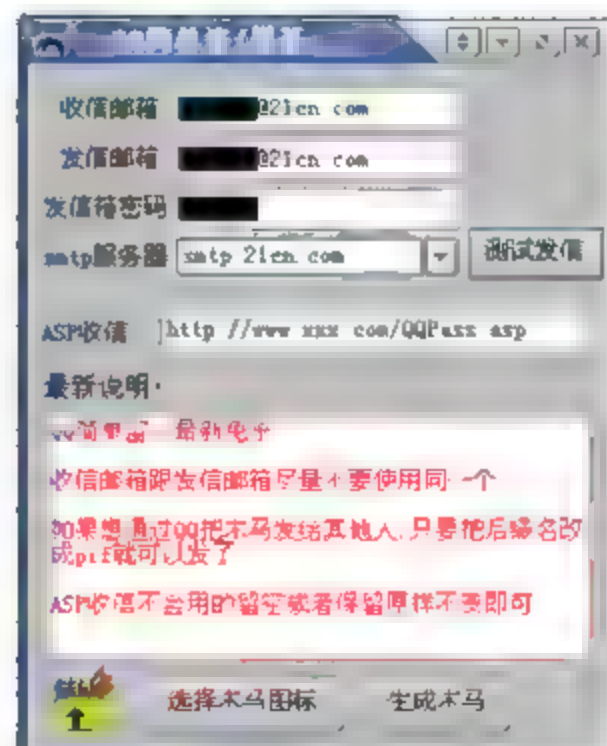 收信邮箱 @21cn com
发信邮箱 @21cn com
发信箱密码
smtp服务器 smtp 21cn com 测试发信
ASP收信 http //www xxx com/QQPass asp
最新说明:
收信邮箱跟发信邮箱尽量不要使用同一个
如果想通过QQ把木马发给其他人,只要把后缀名改
成pif就可以发了
ASP收信不会用的留空或者保留原样不变即可
选择木马图标 生成木马